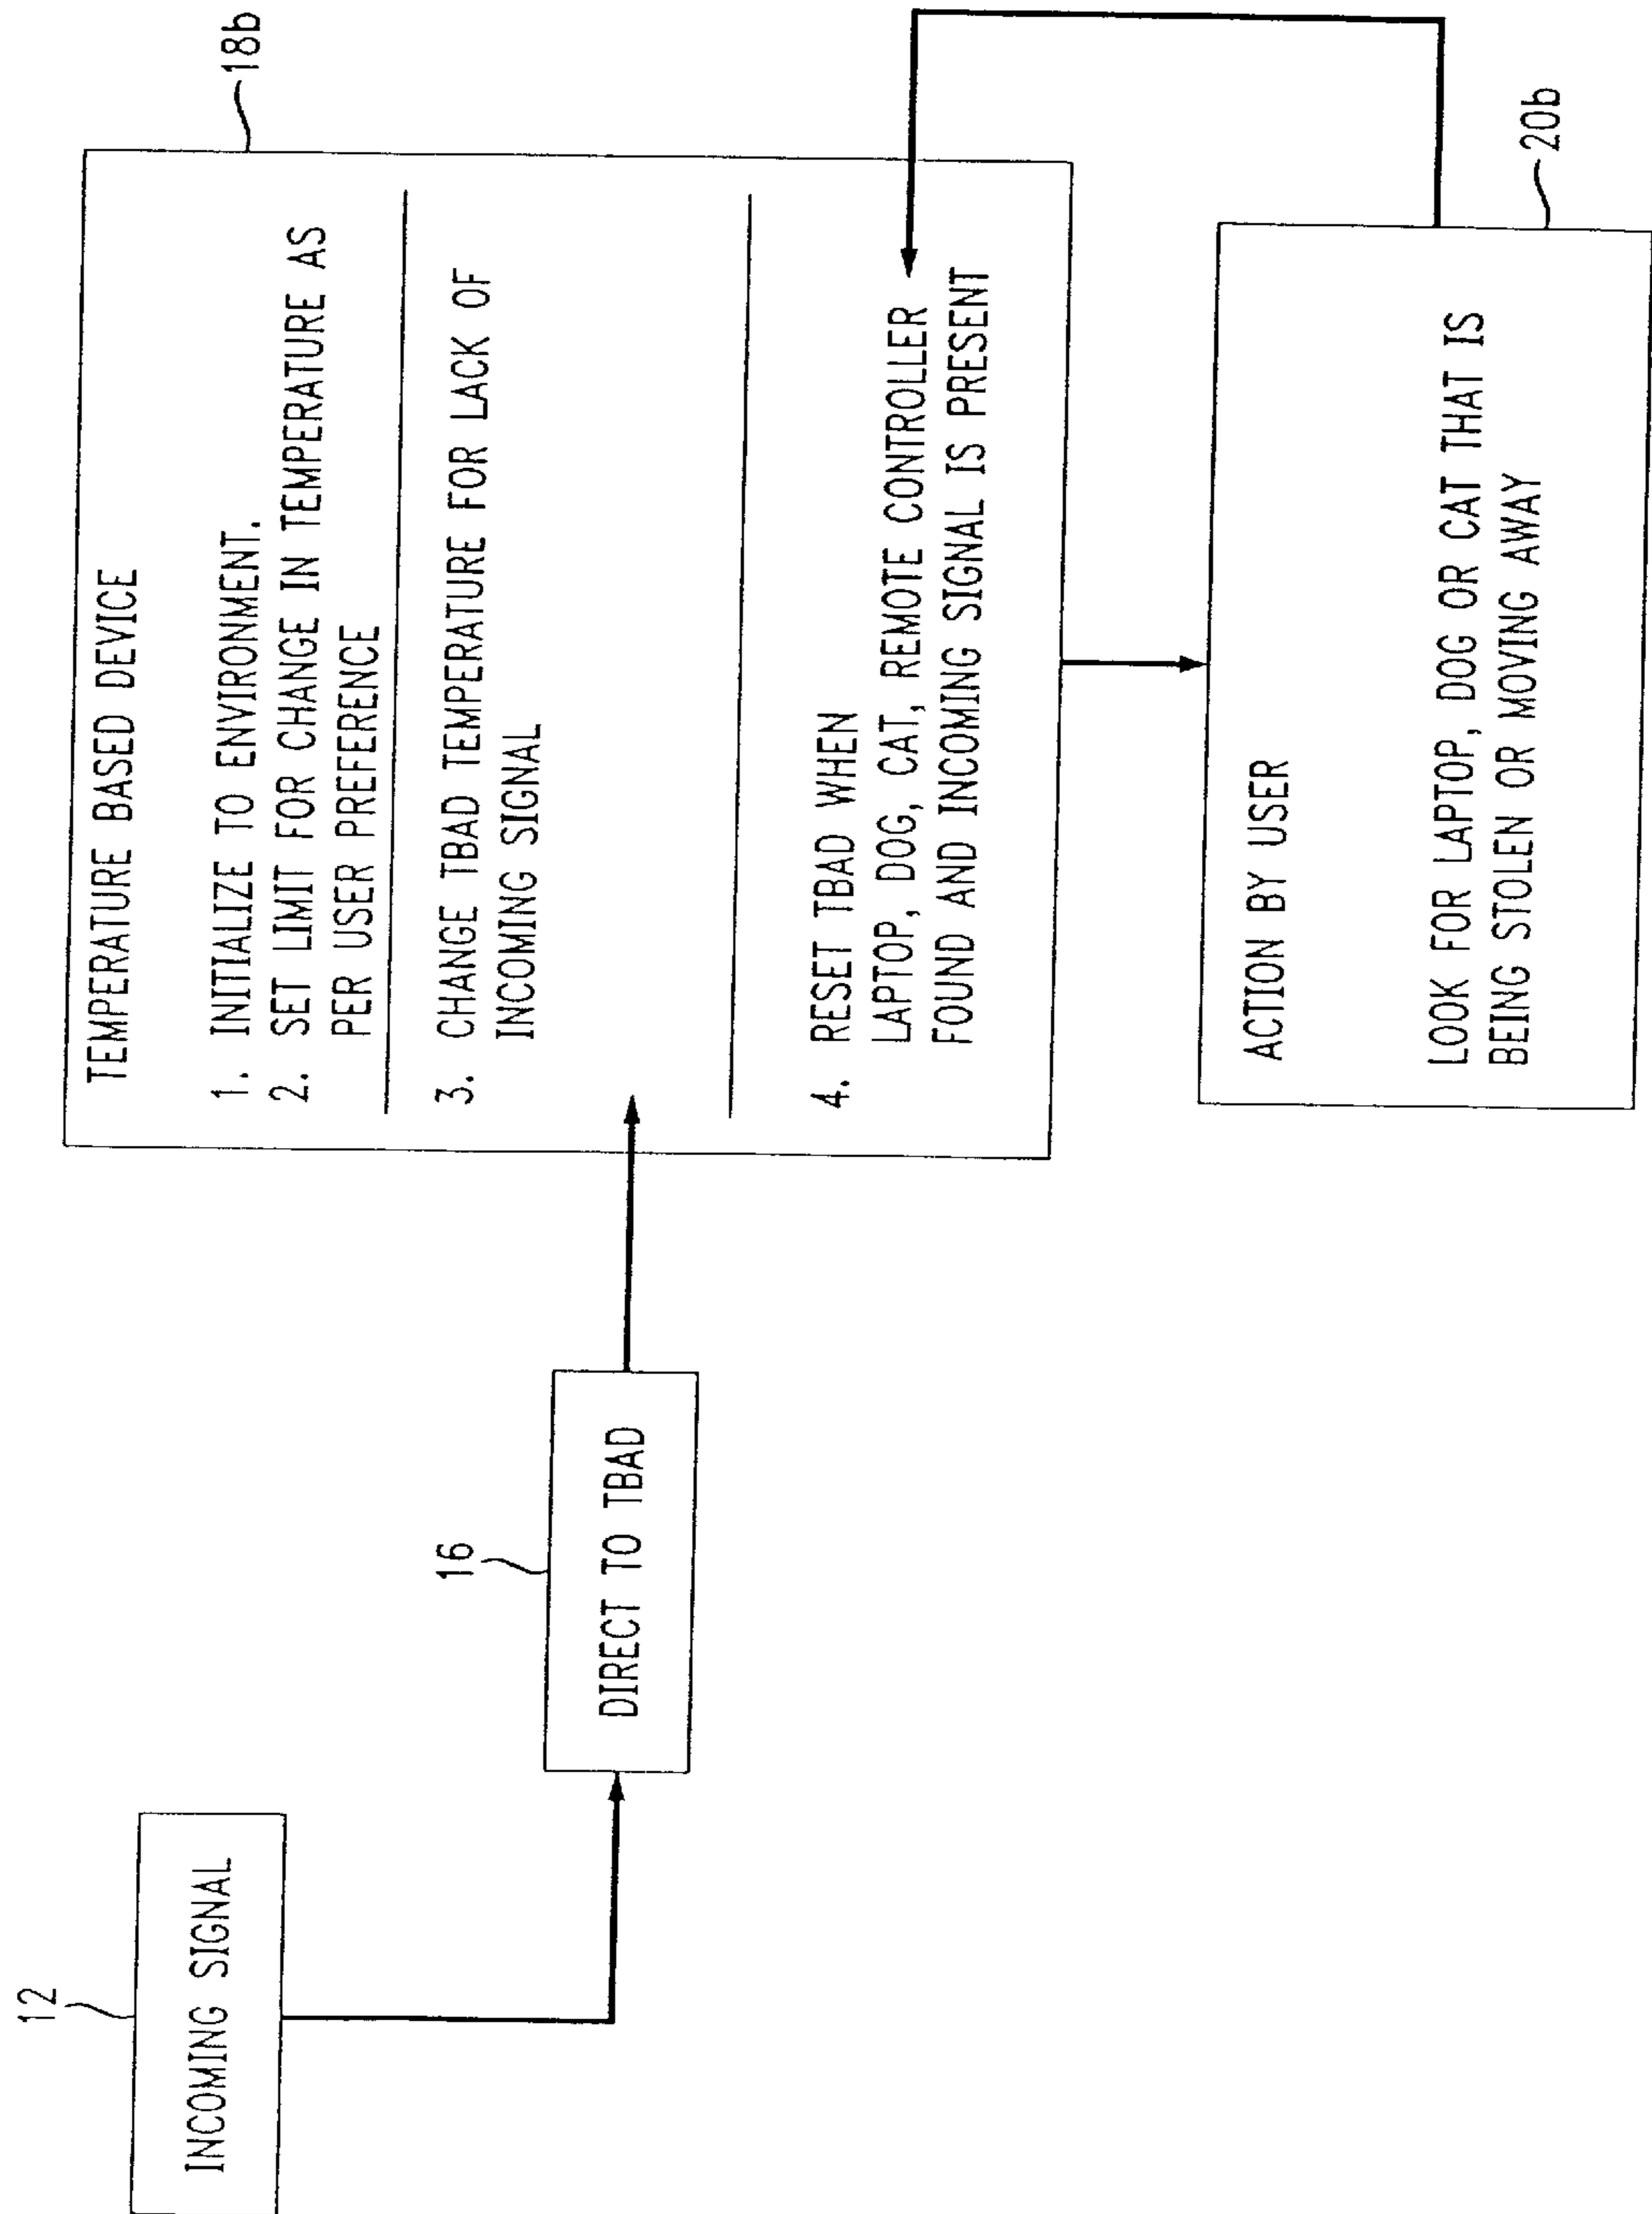 12
INCOMING SIGNAL
16
DIRECT TO TBAD
18b
TEMPERATURE BASED DEVICE
1. INITIALIZE TO ENVIRONMENT.
2. SET LIMIT FOR CHANGE IN TEMPERATURE AS
PER USER PREFERENCE
3. CHANGE TBAD TEMPERATURE FOR LACK OF
INCOMING SIGNAL
4. RESET TBAD WHEN
LAPTOP, DOG, CAT, REMOTE CONTROLLER
FOUND AND INCOMING SIGNAL IS PRESENT
20b
ACTION BY USER
LOOK FOR LAPTOP, DOG OR CAT THAT IS
BEING STOLEN OR MOVING AWAY